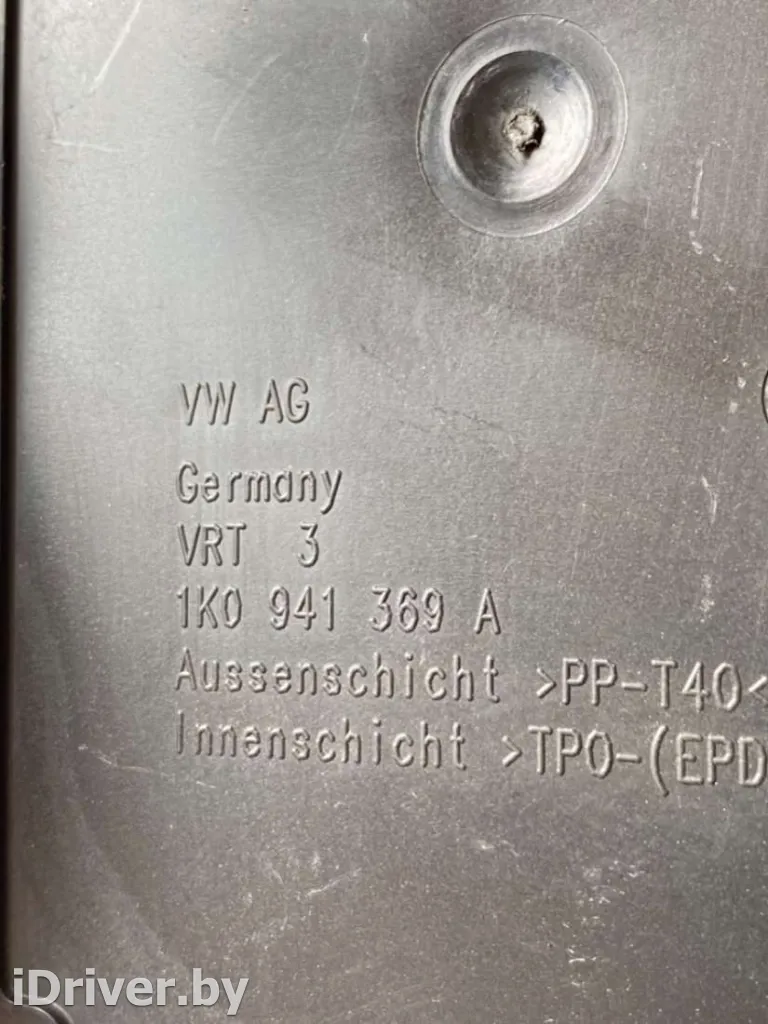 VW AG
Germany
VRT 3
1K0 941 369 A
Aussenschicht >PP-T40<
Innenschicht >TPO-(EPD
iDriver.by